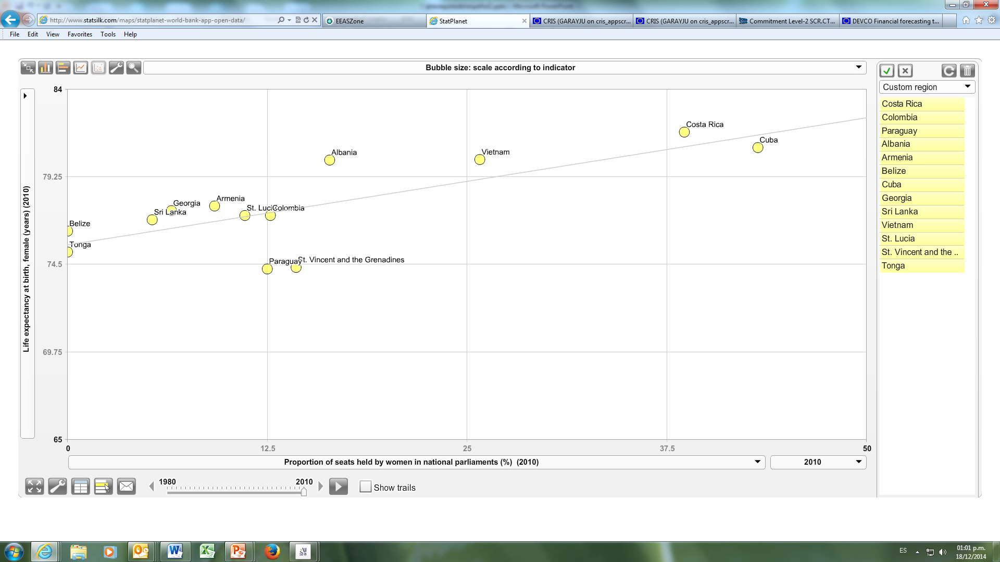 http://www.statsilk.com/maps/statplanet-world-bank-app-open-data/
EEASZone
StatPlanet
CRIS (GARAYJU on cris_appscr...
CRIS (GARAYJU on cris_appscr...
Commitment Level-2 SCR.CT...
DEVCO Financial forecasting t...
File Edit View Favorites Tools Help
Bubble size: scale according to indicator
Custom region
Costa Rica
Colombia
Paraguay
Albania
Armenia
Belize
Cuba
Georgia
Sri Lanka
Vietnam
St. Lucia
St. Vincent and the ..
Tonga
Life expectancy at birth, female (years) (2010)
84
79.25
74.5
69.75
65
Costa Rica
Cuba
Albania
Vietnam
Georgia
Armenia
Sri Lanka
St. Luci
Colombia
Belize
Tonga
Paraguay
St. Vincent and the Grenadines
0 12.5 25 37.5 50
Proportion of seats held by women in national parliaments (%) (2010)
2010
1980 2010
Show trails
ES
01:01 p.m.
18/12/2014